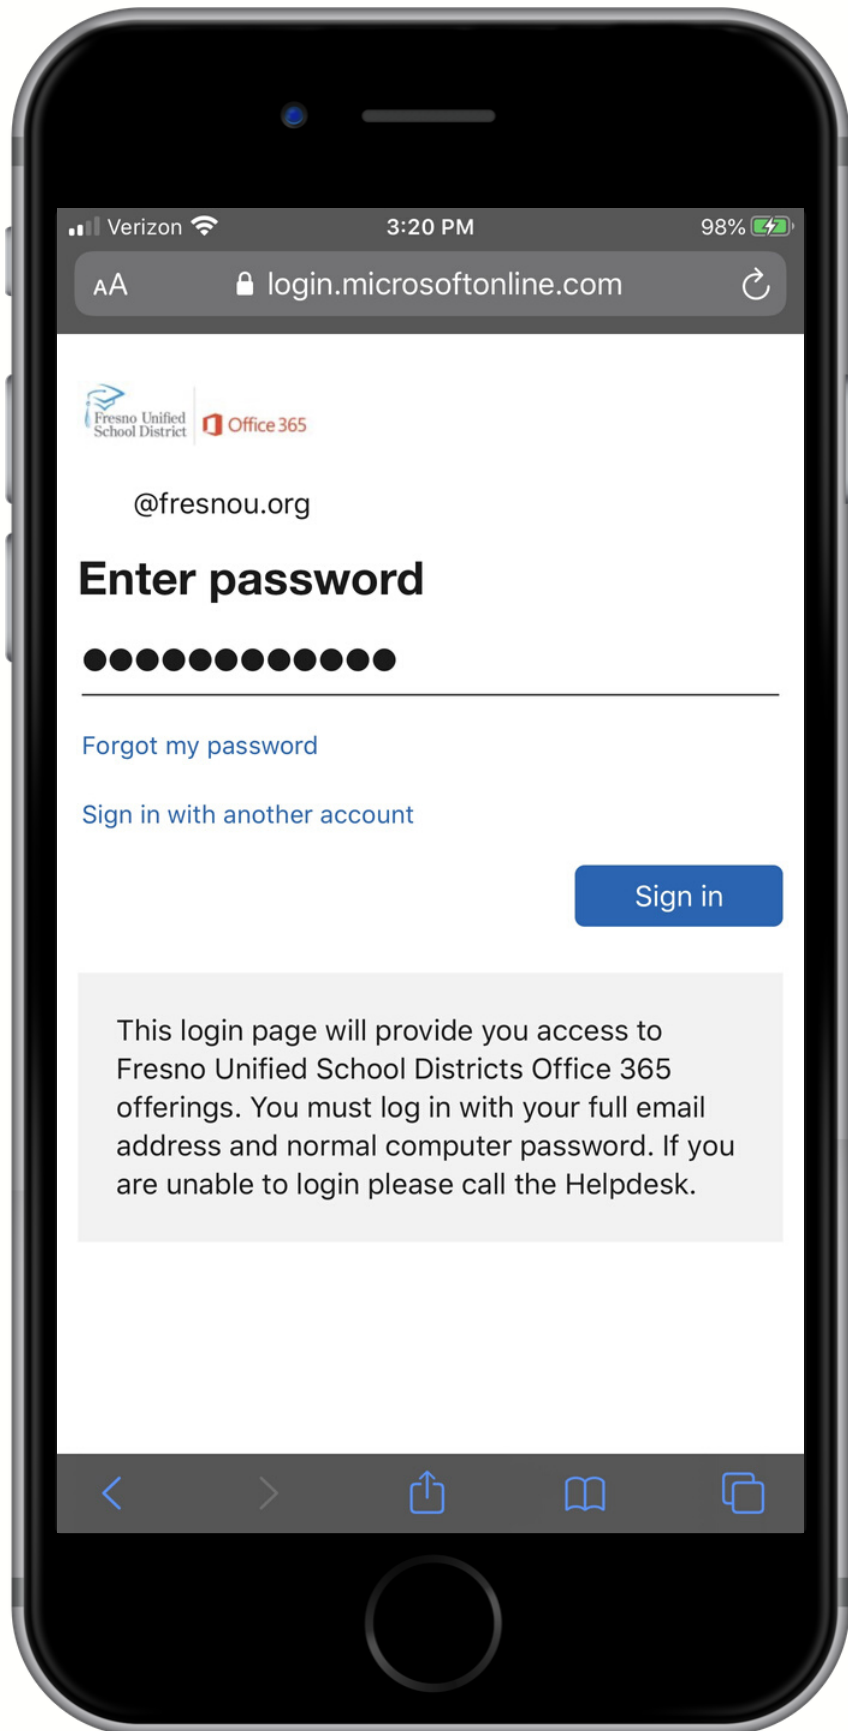 Verizon 3:20 PM 98%
AA login.microsoftonline.com
Fresno Unified
School District
Office 365
@fresnou.org
Enter password
●●●●●●●●●●●●
Forgot my password
Sign in with another account
Sign in
This login page will provide you access to
Fresno Unified School Districts Office 365
offerings. You must log in with your full email
address and normal computer password. If you
are unable to login please call the Helpdesk.